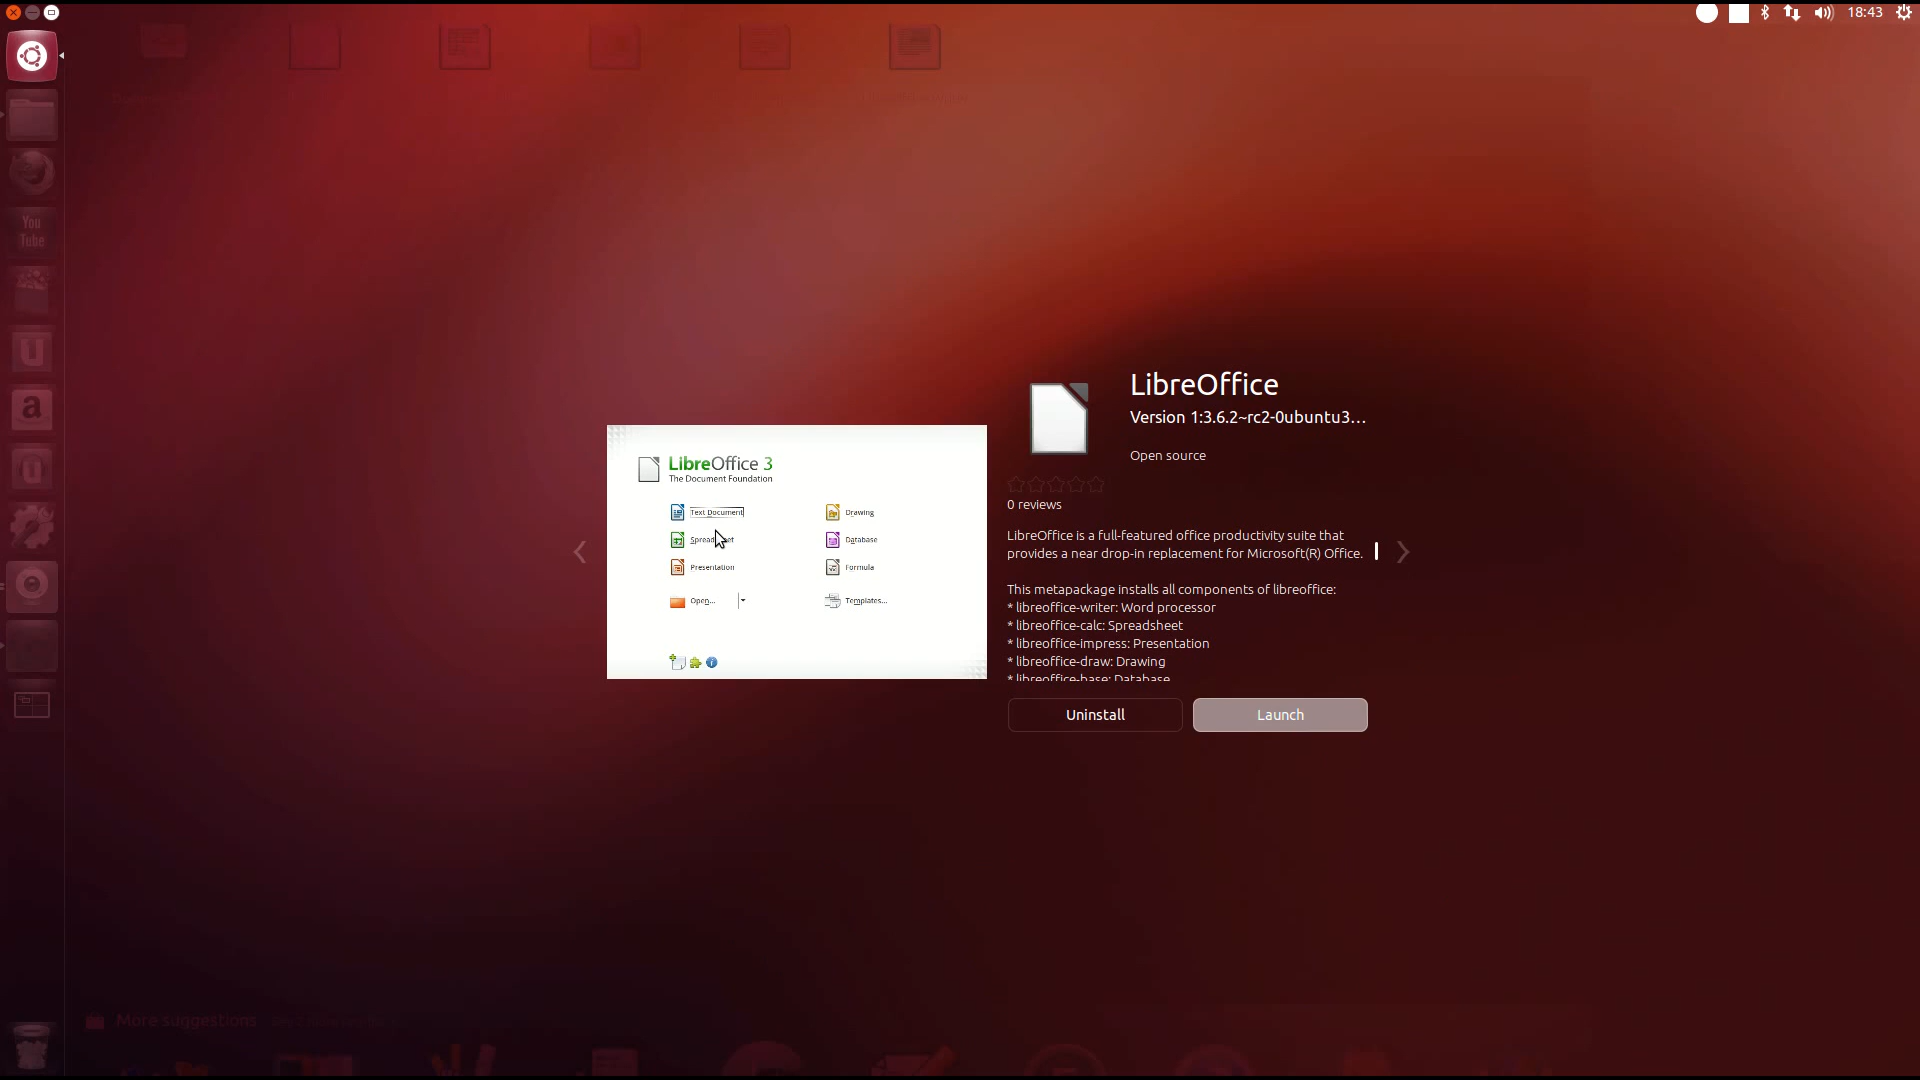 18:43
You
Tube
LibreOffice
Version 1:3.6.2~rc2-0ubuntu3…
Open source
0 reviews
LibreOffice is a full-featured office productivity suite that
provides a near drop-in replacement for Microsoft(R) Office.
This metapackage installs all components of libreoffice:
* libreoffice-writer: Word processor
* libreoffice-calc: Spreadsheet
* libreoffice-impress: Presentation
* libreoffice-draw: Drawing
* libreoffice-base: Database
Uninstall
Launch
LibreOffice 3
The Document Foundation
Text Document
Drawing
Spreadsheet
Database
Presentation
Formula
Open...
Templates...
More suggestions